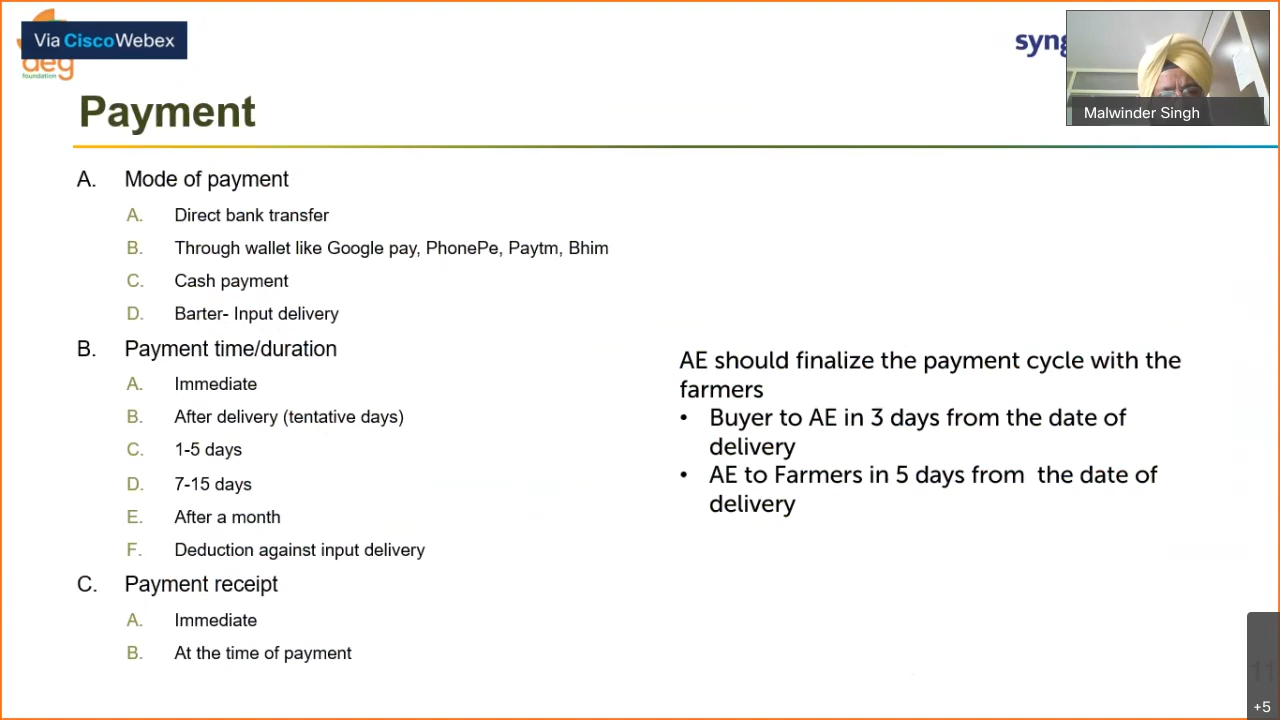 Via Cisco Webex
deg
foundation
syng
Malwinder Singh
Payment
A. Mode of payment
A. Direct bank transfer
B. Through wallet like Google pay, PhonePe, Paytm, Bhim
C. Cash payment
D. Barter- Input delivery
B. Payment time/duration
A. Immediate
B. After delivery (tentative days)
C. 1-5 days
D. 7-15 days
E. After a month
F. Deduction against input delivery
C. Payment receipt
A. Immediate
B. At the time of payment
AE should finalize the payment cycle with the
farmers
• Buyer to AE in 3 days from the date of
delivery
• AE to Farmers in 5 days from the date of
delivery
+5